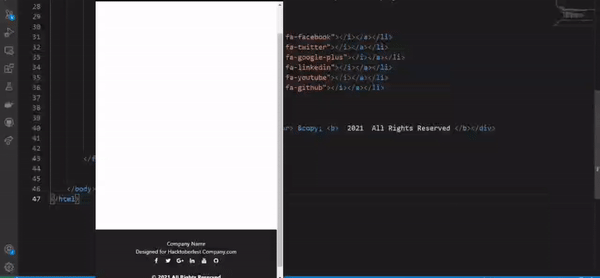 28
fa-facebook"></i></a></li>
fa-twitter"></i></a></li>
fa-google-plus"></i></a></li>
fa-linkedin"></i></a></li>
fa-youtube"></i></a></li>
fa-github"></i></a></li>
&copy; <b> 2021 All Rights Reserved </b></div>
</body>
</html>
28
29
30
31
32
33
34
35
36
37
38
39
40
41
42
43
44
45
46
47
Company Name
Designed for Hacktoberfest Company.com
© 2021 All Rights Reserved